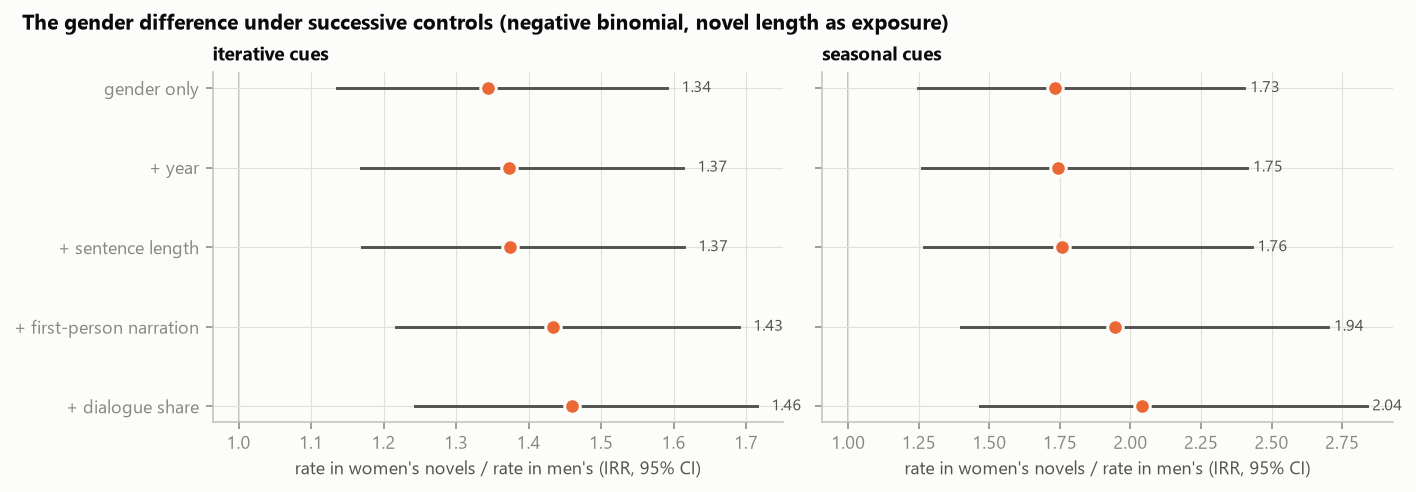 The gender difference under successive controls (negative binomial, novel length as exposure)
iterative cues
gender only
+ year
+ sentence length
+ first-person narration
+ dialogue share
1.34
1.37
1.37
1.43
1.46
1.0 1.1 1.2 1.3 1.4 1.5 1.6 1.7
rate in women's novels / rate in men's (IRR, 95% CI)
seasonal cues
1.73
1.75
1.76
1.94
2.04
1.00 1.25 1.50 1.75 2.00 2.25 2.50 2.75
rate in women's novels / rate in men's (IRR, 95% CI)